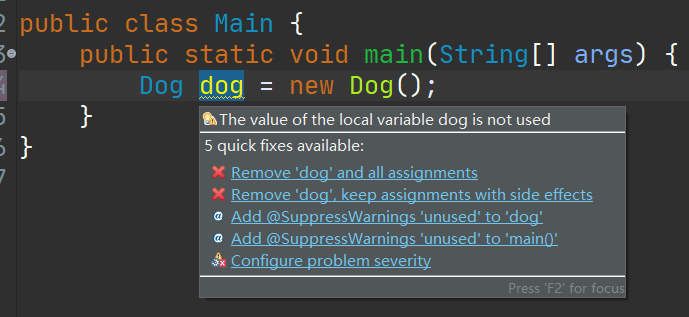 2 public class Main {
3 public static void main(String[] args) {
4 Dog dog = new Dog();
5 }
6 }
7
The value of the local variable dog is not used
5 quick fixes available:
Remove 'dog' and all assignments
Remove 'dog', keep assignments with side effects
@ Add @SuppressWarnings 'unused' to 'dog'
@ Add @SuppressWarnings 'unused' to 'main()'
Configure problem severity
Press 'F2' for focus